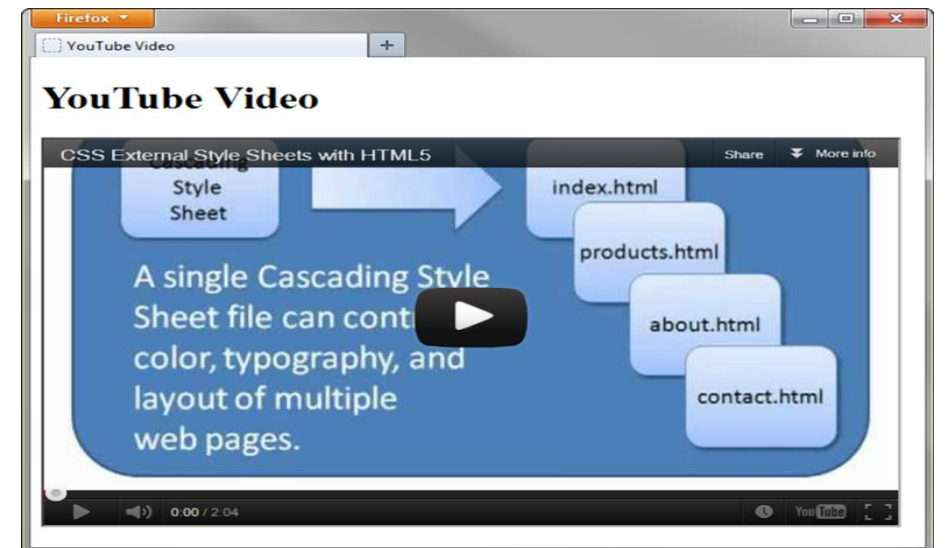 Firefox
YouTube Video
YouTube Video
CSS External Style Sheets with HTML5
Share
More info
Cascading
Style
Sheet
index.html
products.html
about.html
contact.html
A single Cascading Style
Sheet file can cont
color, typography, and
layout of multiple
web pages.
0:00 / 2:04
YouTube